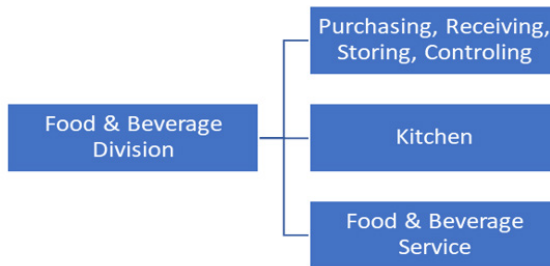 Purchasing, Receiving,
Storing, Controling
Food & Beverage
Division
Kitchen
Food & Beverage
Service